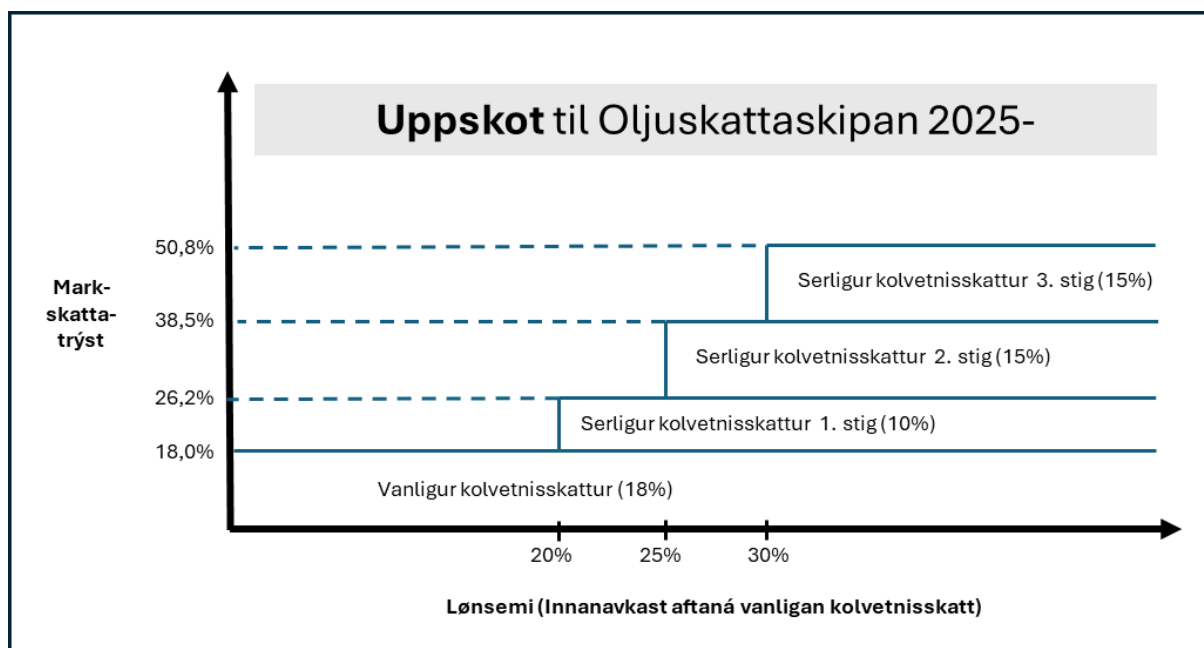 Uppskot til Oljuskattaskipan 2025-
50,8%
Serligur kolvetnisskattur 3. stig (15%)
Mark-
skatta-
trýst
38,5%
Serligur kolvetnisskattur 2. stig (15%)
26,2%
Serligur kolvetnisskattur 1. stig (10%)
18,0%
Vanligur kolvetnisskattur (18%)
20%
25%
30%
Lønsemi (Innanavkast aftaná vanligan kolvetnisskatt)